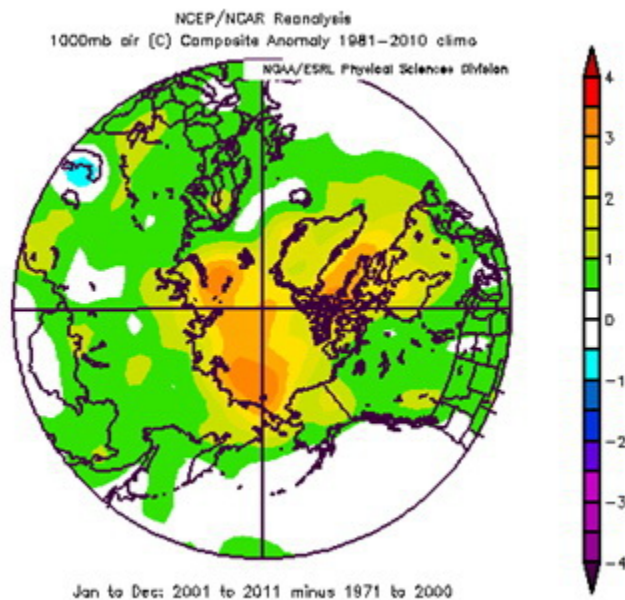 NCEP/NCAR Reanalysis
1000mb air (C) Composite Anomaly 1981-2010 climo
NOAA/ESRL Physical Sciences Division
4
3
2
1
0
-1
-2
-3
-4
Jan to Dec: 2001 to 2011 minus 1971 to 2000